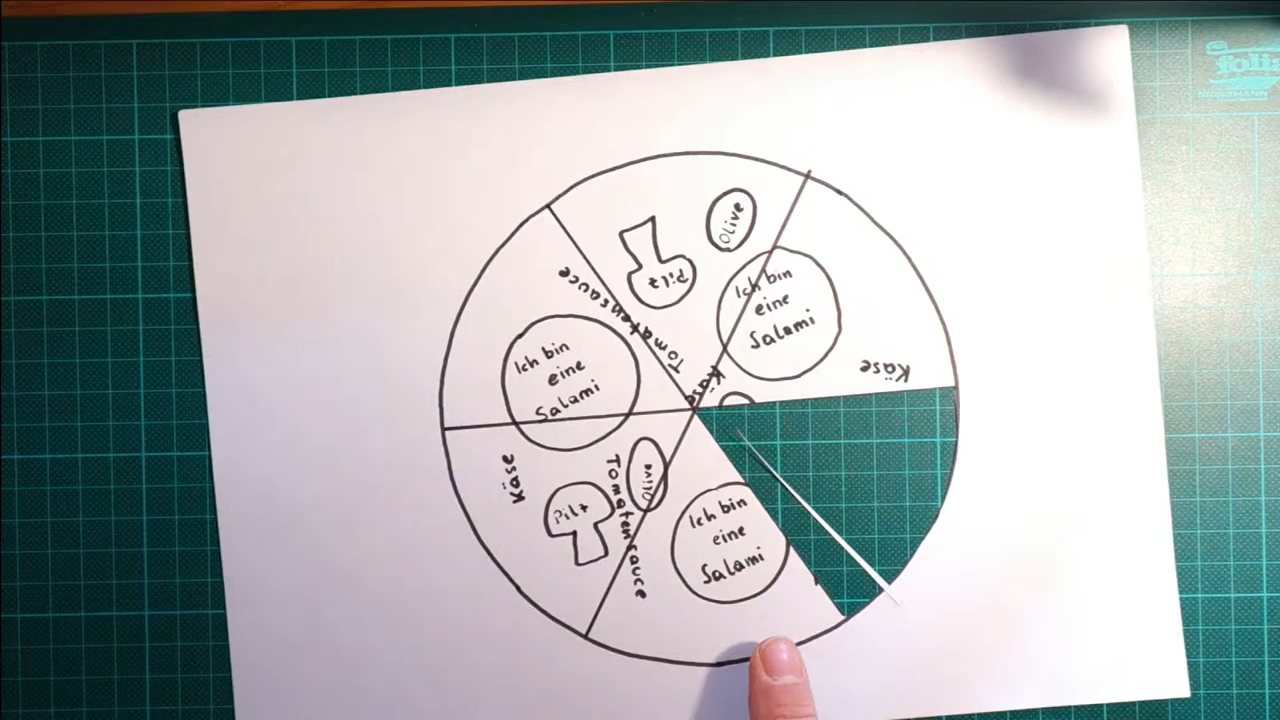 folia
Olive
Pilz
Ich bin
eine
Salami
Tomatensauce
Käse
Käse
Ich bin
eine
Salami
Käse
Tomatensauce
Olive
Pilz
Ich bin
eine
Salami